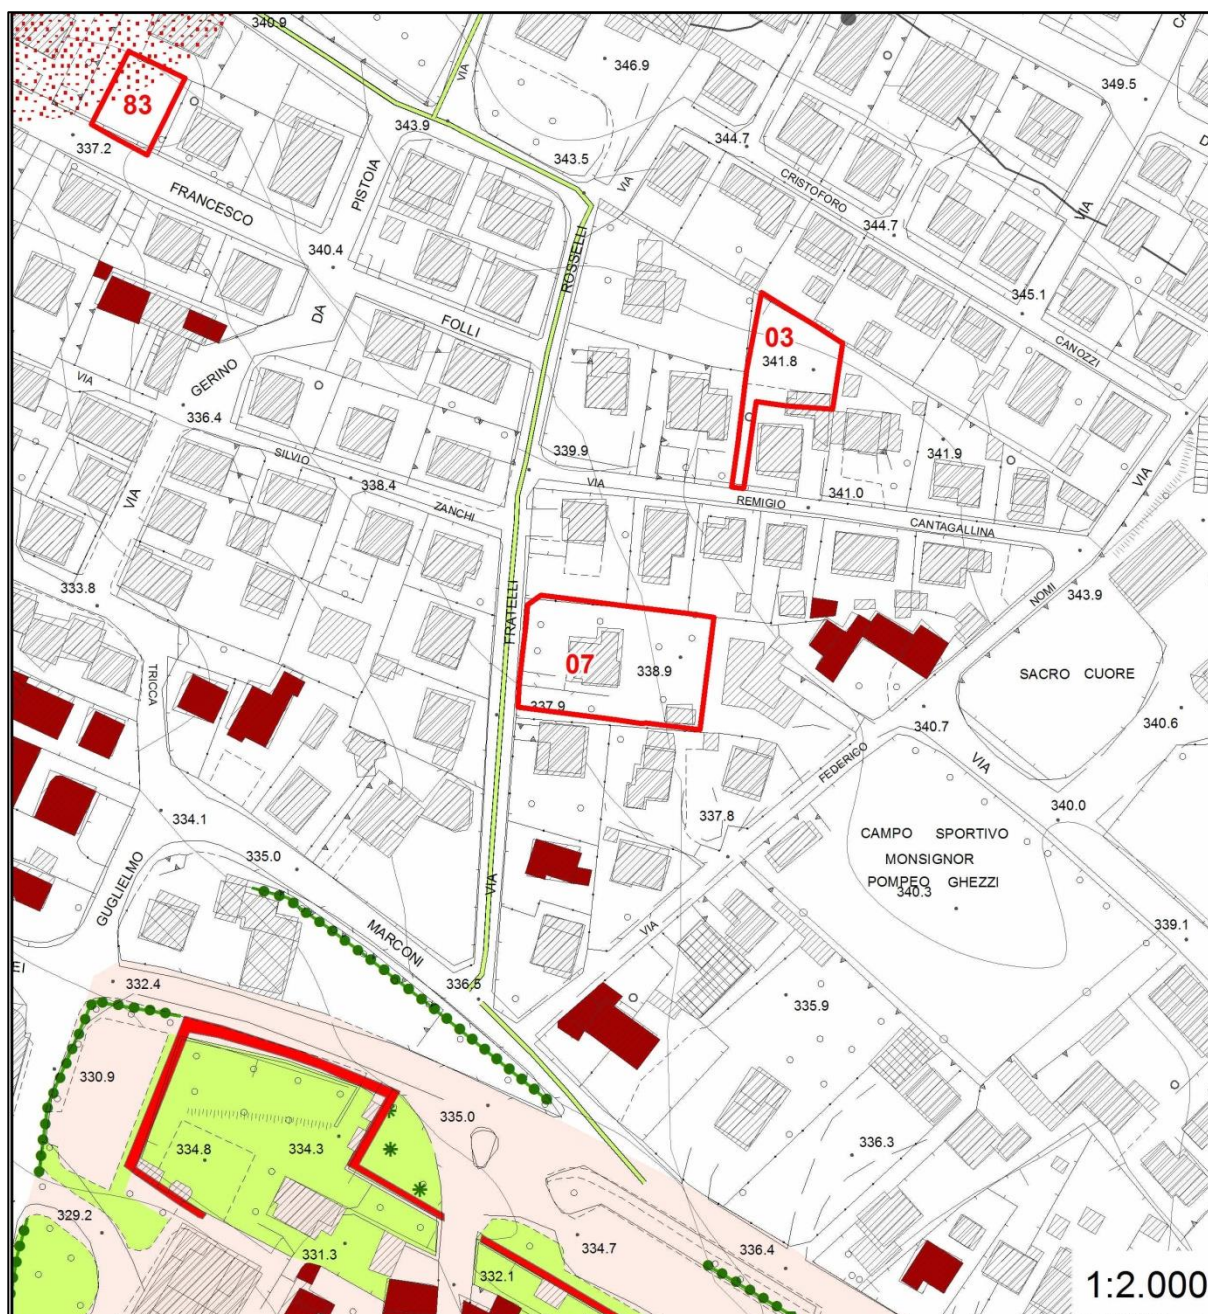 340.9
VIA
346.9
349.5
83
343.9
344.7
337.2
343.5
FRANCESCO
PISTOIA
VIA
CRISTOFORO
VIA
344.7
340.4
ROSSELLI
345.1
DA
FOLLI
03
341.8
CANOZZI
VIA
GERINO
336.4
339.9
341.9
SILVIO
338.4
VIA
341.0
VIA
VIA
ZANCHI
REMIGIO
CANTAGALLINA
333.8
FRATELLI
NOMI
343.9
TRICCA
07
338.9
SACRO CUORE
337.9
340.7
340.6
VIA
FEDERICO
334.1
337.8
340.0
335.0
CAMPO SPORTIVO
MONSIGNOR
POMPEO GHEZZI
340.3
GUGLIELMO
VIA
MARCONI
VIA
339.1
EI
332.4
336.5
335.9
330.9
335.0
334.8
334.3
336.3
329.2
331.3
334.7
336.4
332.1
1:2.000